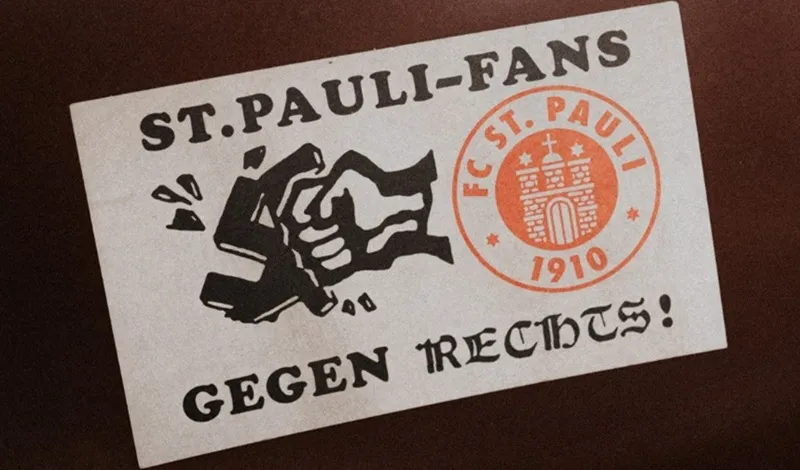 ST.PAULI-FANS
FC ST. PAULI
1910
GEGEN RECHTS!